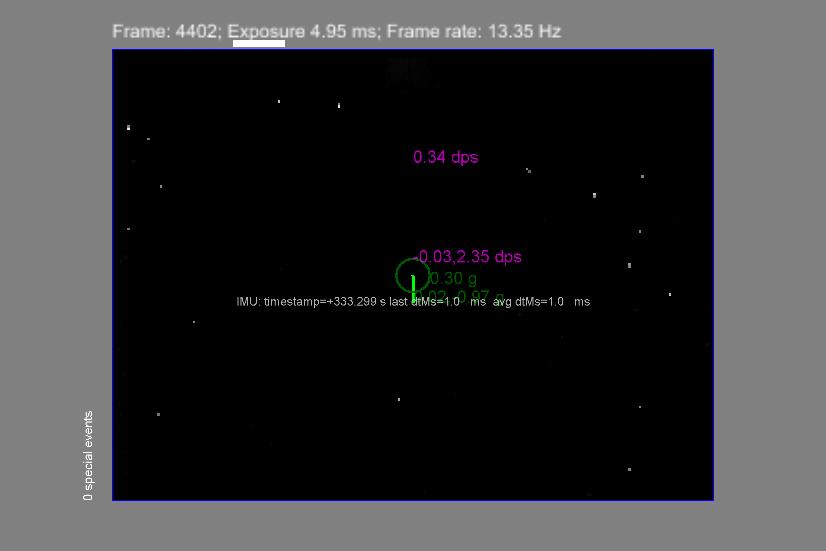 Frame: 4402; Exposure 4.95 ms; Frame rate: 13.35 Hz
0.34 dps
-0.03,2.35 dps
0.30 g
0.97 g
IMU: timestamp=+333.299 s last dtMs=1.0 ms avg dtMs=1.0 ms
0 special events